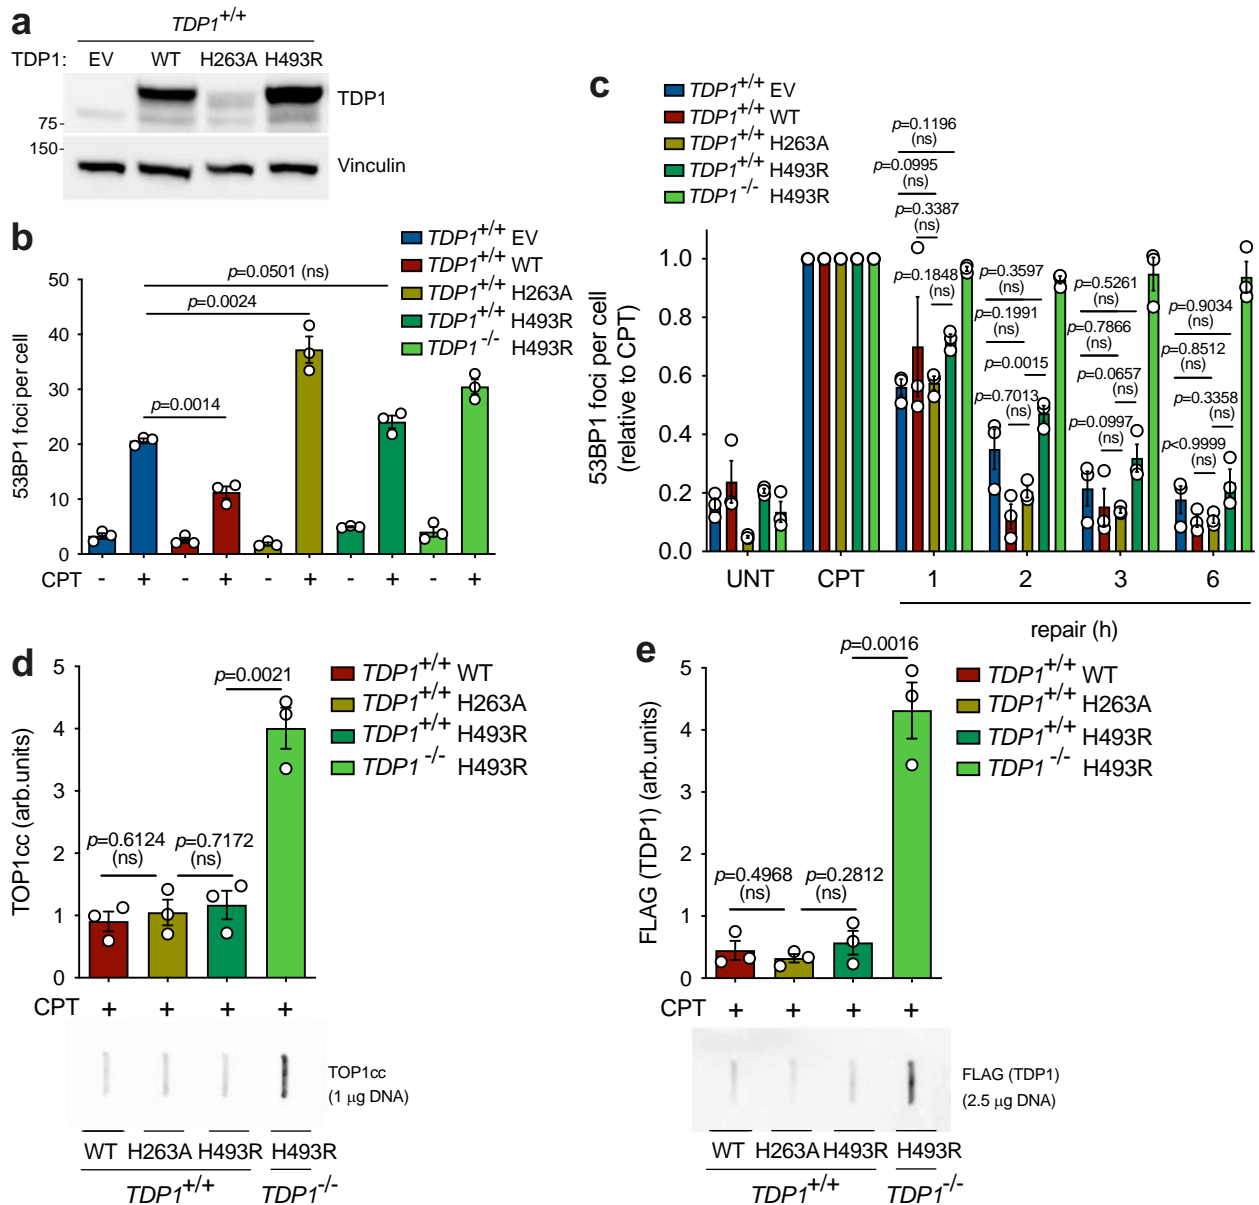 a
TDP1+/+
TDP1: EV WT H263A H493R
TDP1
75-
150-
Vinculin
b
TDP1+/+ EV
TDP1+/+ WT
TDP1+/+ H263A
TDP1+/+ H493R
TDP1-/- H493R
53BP1 foci per cell
50
40
30
20
10
0
p=0.0501 (ns)
p=0.0024
p=0.0014
CPT - + - + - + - + - +
c
TDP1+/+ EV
TDP1+/+ WT
TDP1+/+ H263A
TDP1+/+ H493R
TDP1-/- H493R
53BP1 foci per cell
(relative to CPT)
1.0
0.8
0.6
0.4
0.2
0.0
p=0.1196
(ns)
p=0.0995
(ns)
p=0.3387
(ns)
p=0.1848
(ns)
p=0.3597
(ns)
p=0.1991
(ns)
p=0.0015
p=0.7013
(ns)
p=0.5261
(ns)
p=0.7866
(ns)
p=0.0657
(ns)
p=0.0997
(ns)
p=0.9034
(ns)
p=0.8512
(ns)
p=0.3358
(ns)
p<0.9999
(ns)
UNT CPT 1 2 3 6
repair (h)
d
TDP1+/+ WT
TDP1+/+ H263A
TDP1+/+ H493R
TDP1-/- H493R
TOP1cc (arb.units)
5
4
3
2
1
0
p=0.0021
p=0.6124
(ns)
p=0.7172
(ns)
CPT + + + +
TOP1cc
(1 μg DNA)
WT H263A H493R H493R
TDP1+/+ TDP1-/-
e
TDP1+/+ WT
TDP1+/+ H263A
TDP1+/+ H493R
TDP1-/- H493R
FLAG (TDP1) (arb.units)
5
4
3
2
1
0
p=0.0016
p=0.4968
(ns)
p=0.2812
(ns)
CPT + + + +
FLAG (TDP1)
(2.5 μg DNA)
WT H263A H493R H493R
TDP1+/+ TDP1-/-